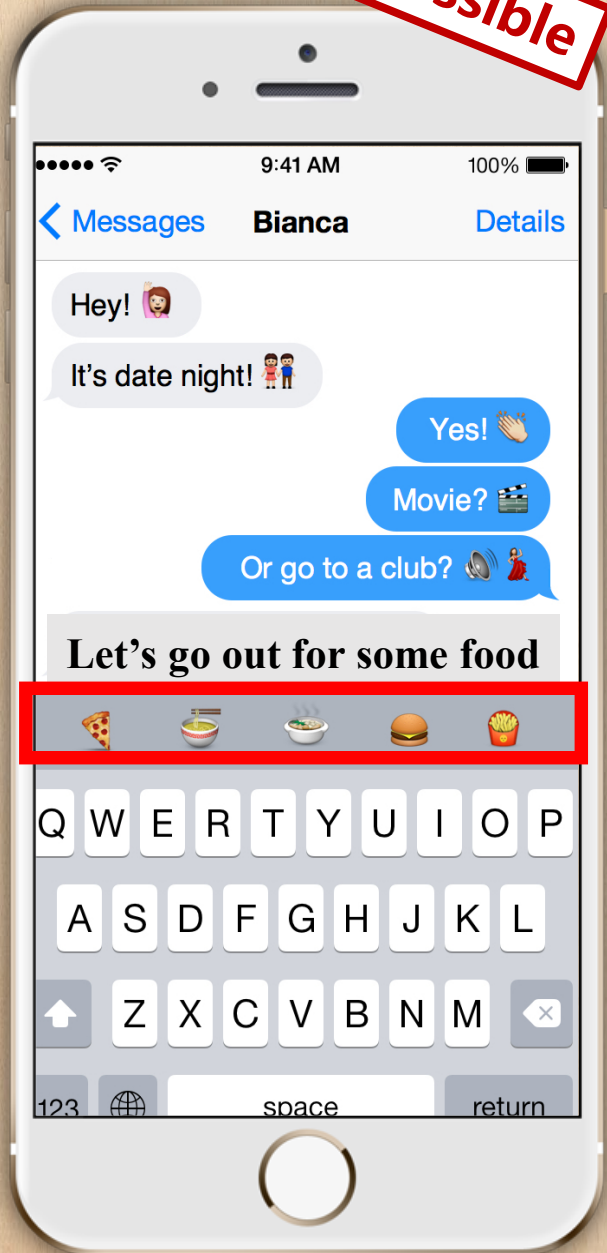 ssible
9:41 AM 100%
Messages Bianca Details
Hey! 🙋
It's date night! 👫
Yes! 👏
Movie? 🎬
Or go to a club? 🔊💃
Let's go out for some food
🍕 🍜 🍲 🍔 🍟
Q W E R T Y U I O P
A S D F G H J K L
Z X C V B N M
123 space return